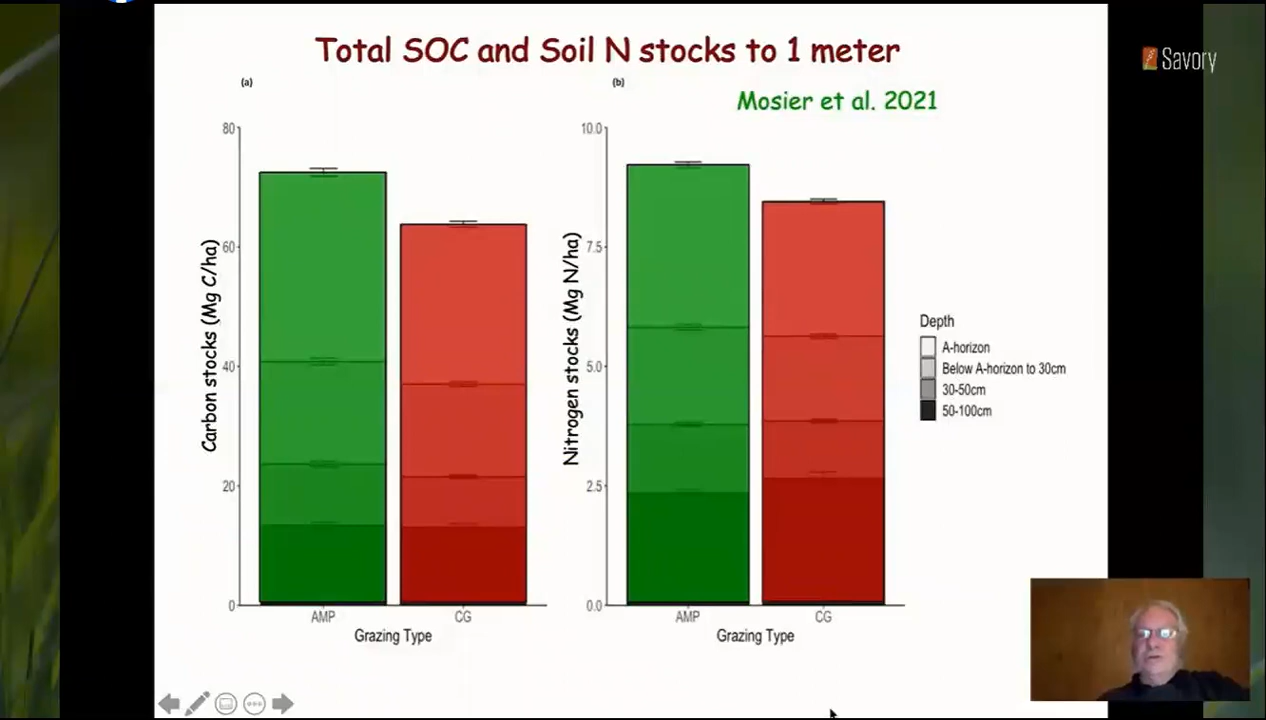 Total SOC and Soil N stocks to 1 meter
Savory
(a)
(b)
Mosier et al. 2021
80
60
40
20
0
Carbon stocks (Mg C/ha)
AMP
CG
Grazing Type
10.0
7.5
5.0
2.5
0.0
Nitrogen stocks (Mg N/ha)
AMP
CG
Grazing Type
Depth
A-horizon
Below A-horizon to 30cm
30-50cm
50-100cm